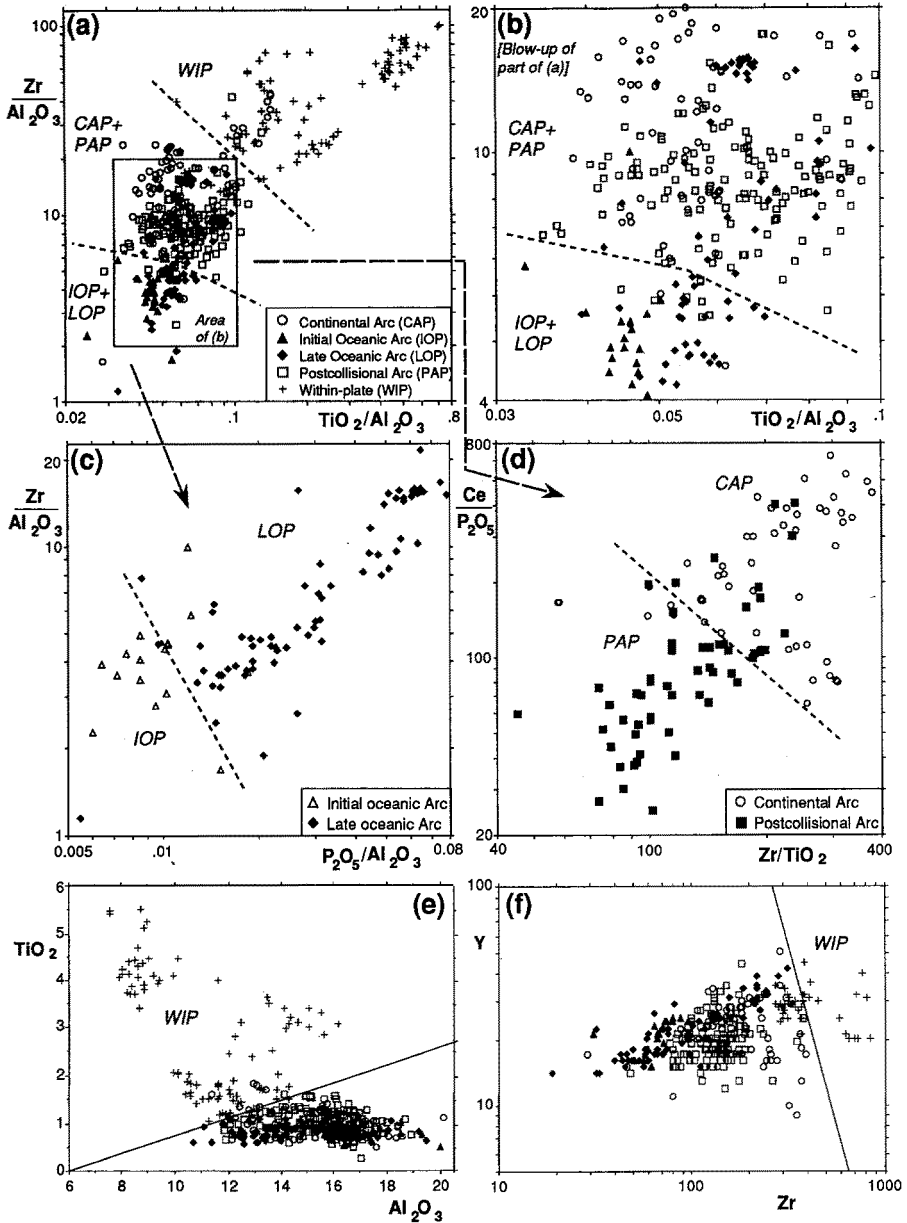 (a)
100
Zr
Al2O3
WIP
CAP+
PAP
10
IOP+
LOP
Area
of (b)
○ Continental Arc (CAP)
▲ Initial Oceanic Arc (IOP)
◆ Late Oceanic Arc (LOP)
□ Postcollisional Arc (PAP)
+ Within-plate (WIP)
1
0.02
0.1
.8
TiO2/Al2O3
20
(b)
[Blow-up of
part of (a)]
CAP+
PAP
10
IOP+
LOP
4
0.03
0.05
.1
TiO2/Al2O3
(c)
20
Zr
Al2O3
LOP
10
IOP
△ Initial oceanic Arc
◆ Late oceanic Arc
1
0.005
.01
0.08
P2O5/Al2O3
800
(d)
Ce
P2O5
CAP
PAP
100
○ Continental Arc
■ Postcollisional Arc
20
40
100
400
Zr/TiO2
6
(e)
5
TiO2
4
WIP
3
2
1
0
6
8
10
12
14
16
18
20
Al2O3
100
(f)
Y
WIP
10
10
100
1000
Zr